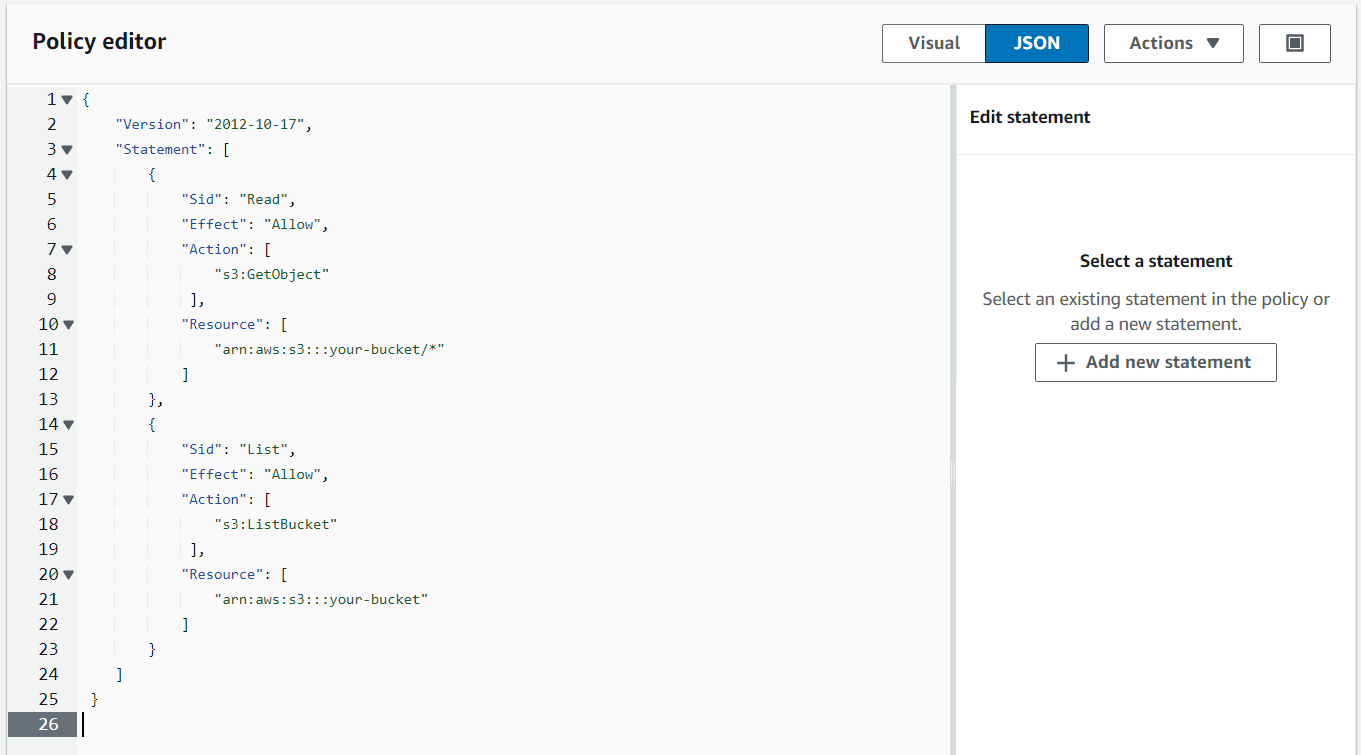 Policy editor
Visual
JSON
Actions
1 {
2     "Version": "2012-10-17",
3     "Statement": [
4         {
5             "Sid": "Read",
6             "Effect": "Allow",
7             "Action": [
8                 "s3:GetObject"
9              ],
10             "Resource": [
11                 "arn:aws:s3:::your-bucket/*"
12             ]
13         },
14         {
15             "Sid": "List",
16             "Effect": "Allow",
17             "Action": [
18                 "s3:ListBucket"
19              ],
20             "Resource": [
21                 "arn:aws:s3:::your-bucket"
22             ]
23         }
24     ]
25  }
26
Edit statement
Select a statement
Select an existing statement in the policy or
add a new statement.
+ Add new statement